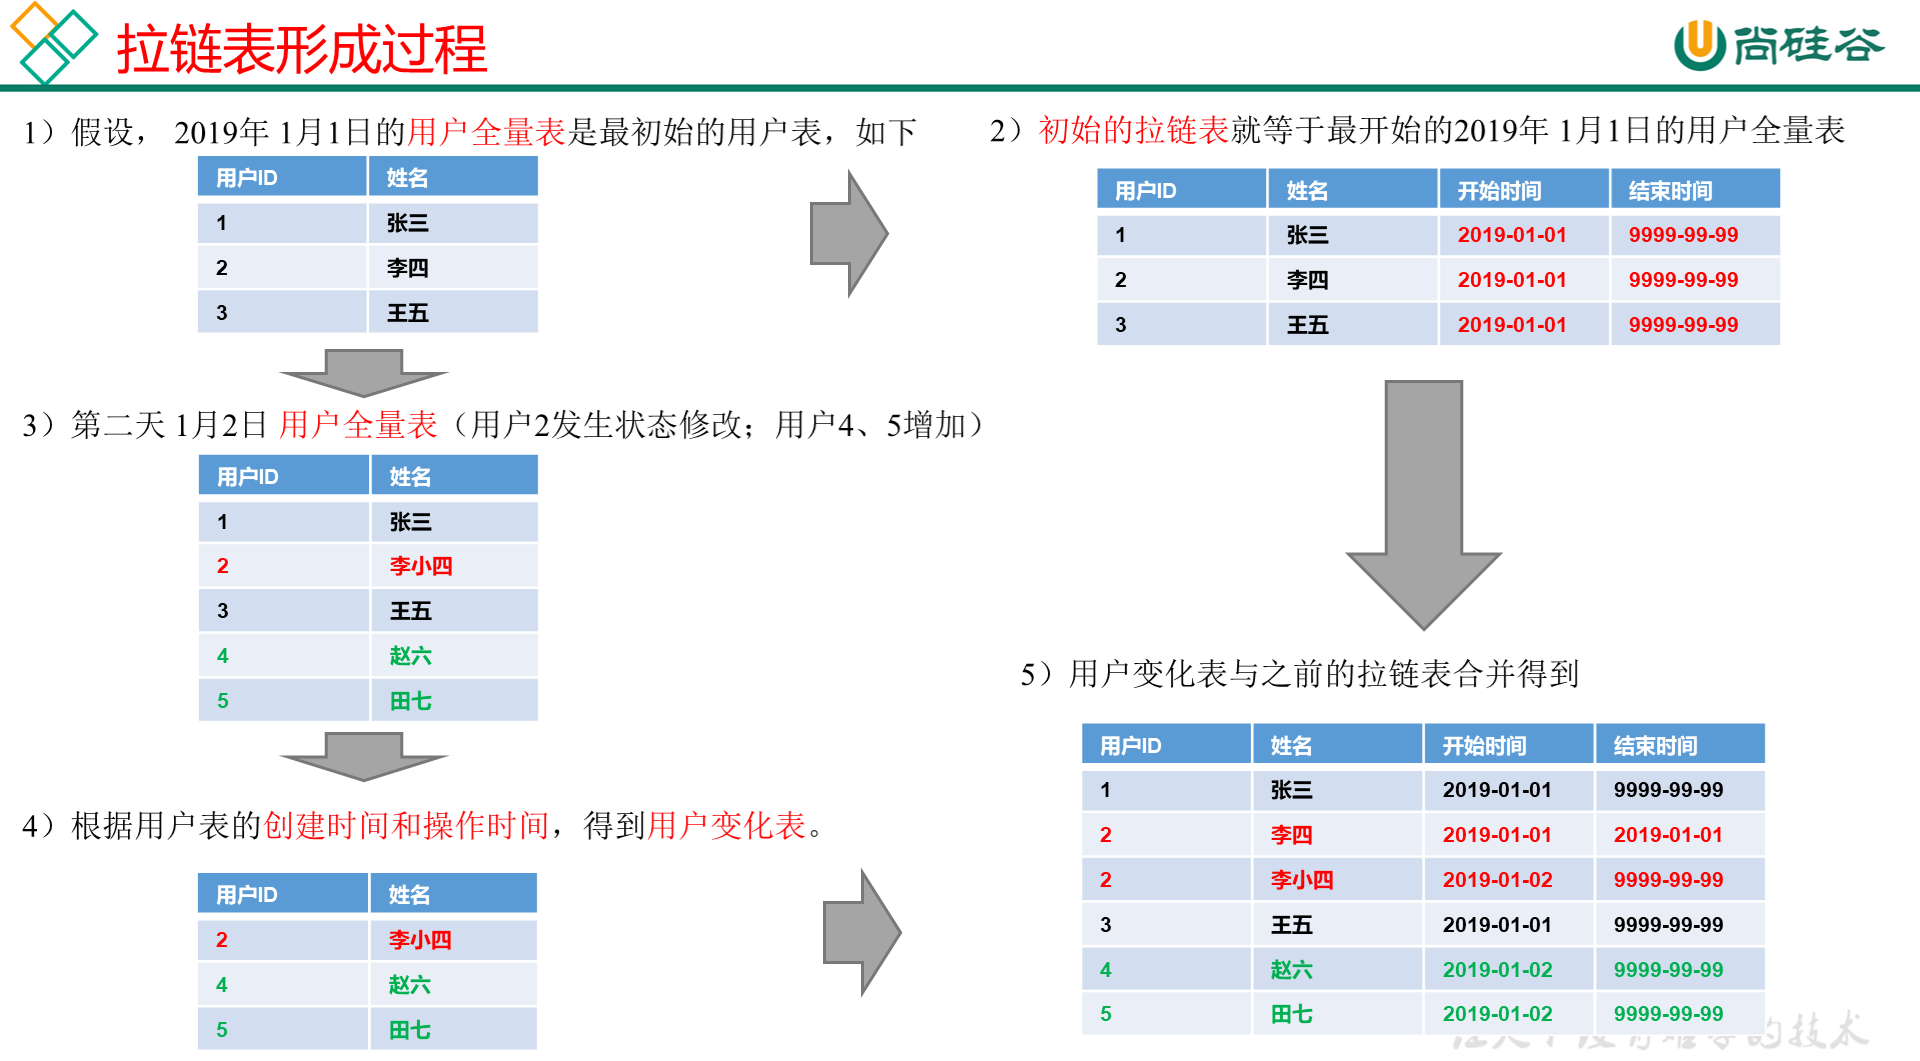 拉链表形成过程
尚硅谷
1）假设， 2019年 1月1日的用户全量表是最初始的用户表，如下
用户ID 姓名
1 张三
2 李四
3 王五
2）初始的拉链表就等于最开始的2019年 1月1日的用户全量表
用户ID 姓名 开始时间 结束时间
1 张三 2019-01-01 9999-99-99
2 李四 2019-01-01 9999-99-99
3 王五 2019-01-01 9999-99-99
3）第二天 1月2日 用户全量表（用户2发生状态修改；用户4、5增加）
用户ID 姓名
1 张三
2 李小四
3 王五
4 赵六
5 田七
4）根据用户表的创建时间和操作时间，得到用户变化表。
用户ID 姓名
2 李小四
4 赵六
5 田七
5）用户变化表与之前的拉链表合并得到
用户ID 姓名 开始时间 结束时间
1 张三 2019-01-01 9999-99-99
2 李四 2019-01-01 2019-01-01
2 李小四 2019-01-02 9999-99-99
3 王五 2019-01-01 9999-99-99
4 赵六 2019-01-02 9999-99-99
5 田七 2019-01-02 9999-99-99
的技术